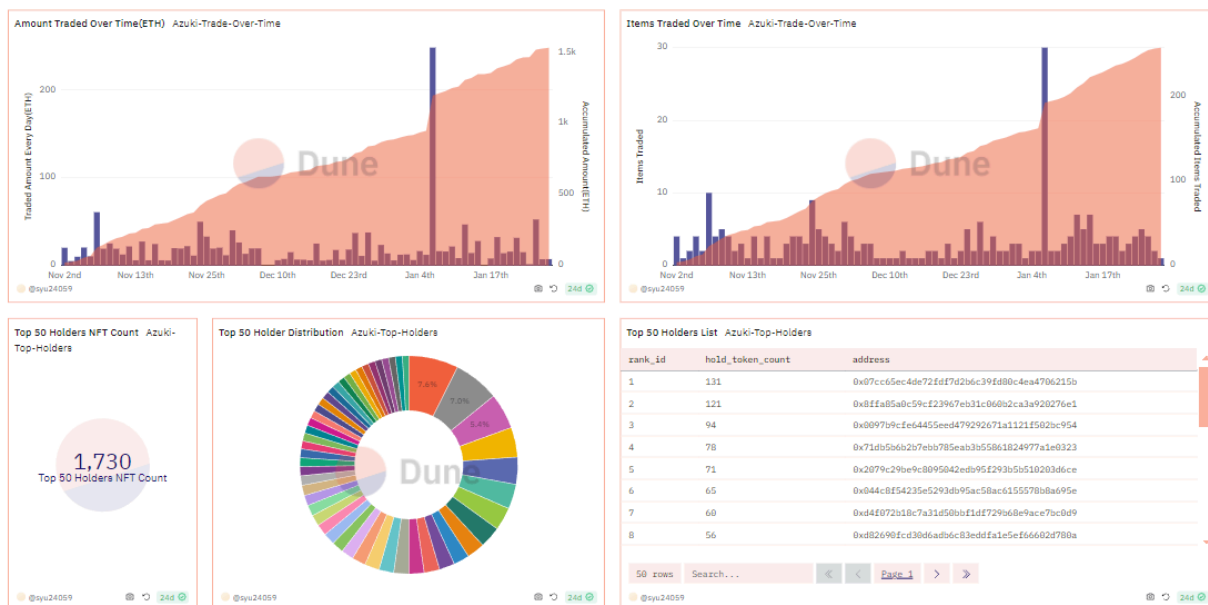 Amount Traded Over Time(ETH) Azuki-Trade-Over-Time
Traded Amount Every Day(ETH)
200
100
0
1.5k
1k
500
0
Accumulated Amount(ETH)
Dune
Nov 2nd Nov 13th Nov 25th Dec 10th Dec 23rd Jan 4th Jan 17th
@syu24059 24d
Items Traded Over Time Azuki-Trade-Over-Time
Items Traded
30
20
10
0
200
100
0
Accumulated Items Traded
Dune
Nov 2nd Nov 13th Nov 25th Dec 10th Dec 23rd Jan 4th Jan 17th
@syu24059 24d
Top 50 Holders NFT Count Azuki-
Top-Holders
1,730
Top 50 Holders NFT Count
@syu24059 24d
Top 50 Holder Distribution Azuki-Top-Holders
7.6%
7.0%
5.4%
Dune
@syu24059 24d
Top 50 Holders List Azuki-Top-Holders
rank_id hold_token_count address
1 131 0x07cc65ec4de72fdf7d2b6c39fd80c4ea4706215b
2 121 0x8ffa85a0c59cf23967eb31c060b2ca3a920276e1
3 94 0x0097b9cfe64455eed479292671a1121f502bc954
4 78 0x71db5b6b2b7ebb785eab3b55861824977a1e0323
5 71 0x2079c29be9c8095042edb95f293b5b510203d6ce
6 65 0x044c8f54235e5293db95ac58ac6155578b8a695e
7 60 0xd4f072b18c7a31d50bbf1df729b68e9ace7bc0d9
8 56 0xd82690fcd30d6adb6c83eddfa1e5ef66602d780a
50 rows Search... Page 1
@syu24059 24d